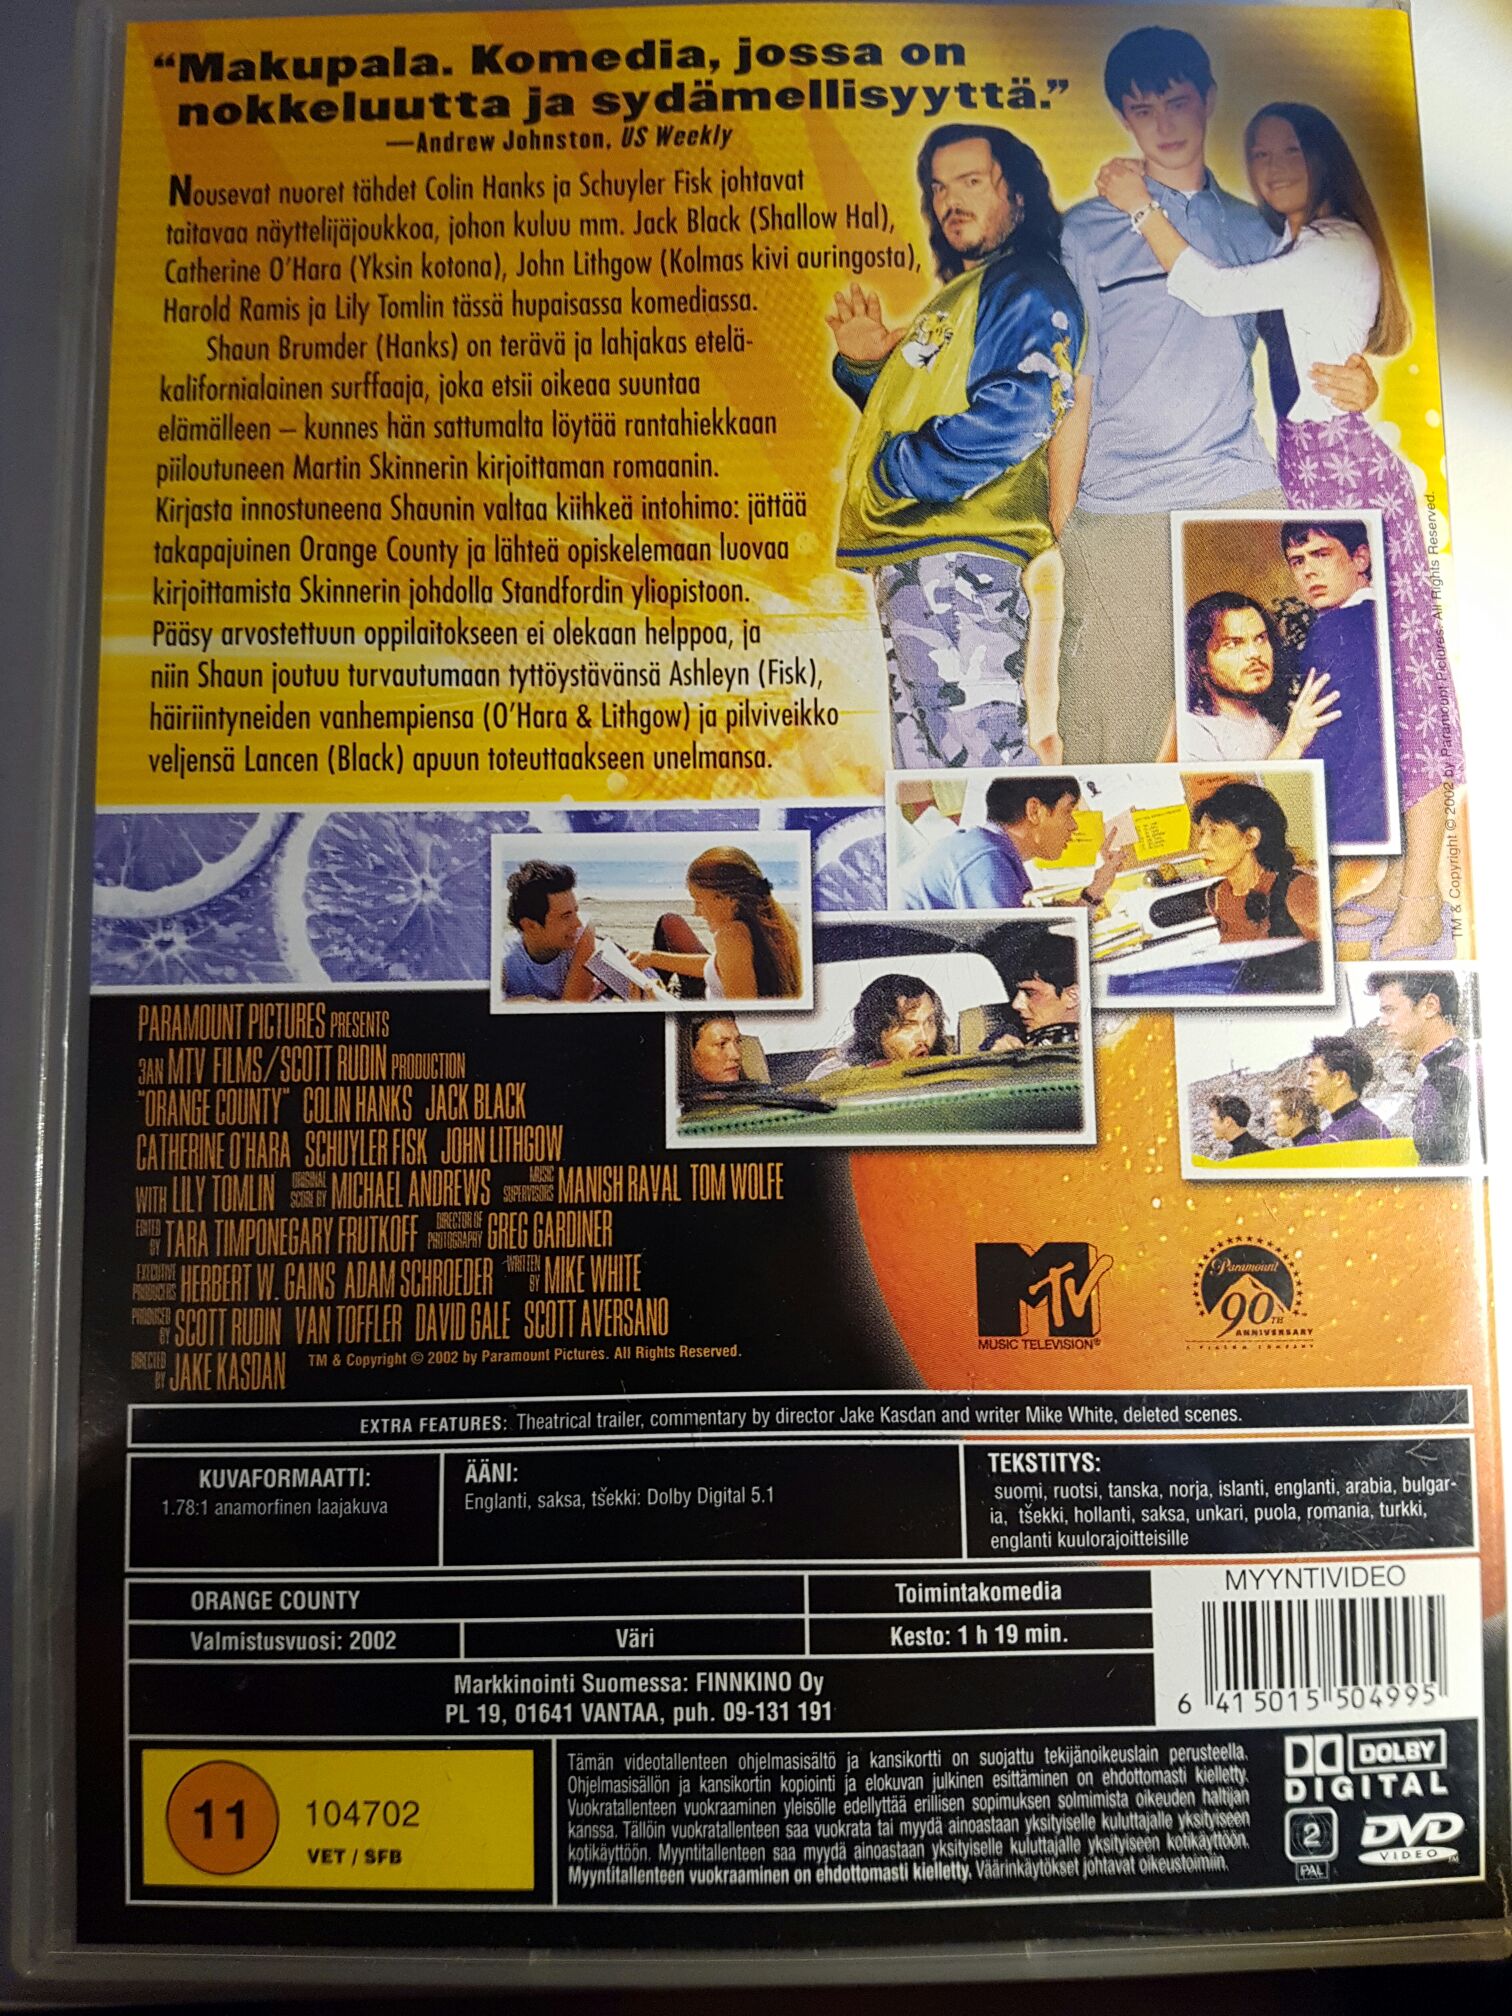 “Makupala. Komedia, jossa on
nokkeluutta ja sydämellisyyttä.”
—Andrew Johnston, US Weekly
Nousevat nuoret tähdet Colin Hanks ja Schuyler Fisk johtavat
taitavaa näyttelijäjoukkoa, johon kuluu mm. Jack Black (Shallow Hal),
Catherine O'Hara (Yksin kotona), John Lithgow (Kolmas kivi auringosta),
Harold Ramis ja Lily Tomlin tässä hupaisassa komediassa.
Shaun Brumder (Hanks) on terävä ja lahjakas etelä-
kalifornialainen surffaaja, joka etsii oikeaa suuntaa
elämälleen – kunnes hän sattumalta löytää rantahiekkaan
piiloutuneen Martin Skinnerin kirjoittaman romaanin.
Kirjasta innostuneena Shaunin valtaa kiihkeä intohimo: jättää
takapajuinen Orange County ja lähteä opiskelemaan luovaa
kirjoittamista Skinnerin johdolla Standfordin yliopistoon.
Pääsy arvostettuun oppilaitokseen ei olekaan helppoa, ja
niin Shaun joutuu turvautumaan tyttöystävänsä Ashleyn (Fisk),
häiriintyneiden vanhempiensa (O'Hara & Lithgow) ja pilviveikko
veljensä Lancen (Black) apuun toteuttaakseen unelmansa.
TM & Copyright © 2002 by Paramount Pictures. All Rights Reserved.
PARAMOUNT PICTURES PRESENTS
AN MTV FILMS/SCOTT RUDIN PRODUCTION
"ORANGE COUNTY" COLIN HANKS JACK BLACK
CATHERINE O'HARA SCHUYLER FISK JOHN LITHGOW
WITH LILY TOMLIN ORIGINAL SCORE BY MICHAEL ANDREWS MUSIC SUPERVISORS MANISH RAVAL TOM WOLFE
EDITED BY TARA TIMPONE GARY FRUTKOFF DIRECTOR OF PHOTOGRAPHY GREG GARDINER
EXECUTIVE PRODUCERS HERBERT W. GAINS ADAM SCHROEDER WRITTEN BY MIKE WHITE
PRODUCED BY SCOTT RUDIN VAN TOFFLER DAVID GALE SCOTT AVERSANO
DIRECTED BY JAKE KASDAN TM & Copyright © 2002 by Paramount Pictures. All Rights Reserved.
MTV
MUSIC TELEVISION®
Paramount
90TH
ANNIVERSARY
A VIACOM COMPANY
EXTRA FEATURES: Theatrical trailer, commentary by director Jake Kasdan and writer Mike White, deleted scenes.
KUVAFORMAATTI:
1.78:1 anamorfinen laajakuva
ÄÄNI:
Englanti, saksa, tšekki: Dolby Digital 5.1
TEKSTITYS:
suomi, ruotsi, tanska, norja, islanti, englanti, arabia, bulgar-
ia, tšekki, hollanti, saksa, unkari, puola, romania, turkki,
englanti kuulorajoitteisille
ORANGE COUNTY
Toimintakomedia
Valmistusvuosi: 2002
Väri
Kesto: 1 h 19 min.
Markkinointi Suomessa: FINNKINO Oy
PL 19, 01641 VANTAA, puh. 09-131 191
MYYNTIVIDEO
6 415015 504995
11
104702
VET / SFB
Tämän videotallenteen ohjelmasisältö ja kansikortti on suojattu tekijänoikeuslain perusteella.
Ohjelmasisällön ja kansikortin kopiointi ja elokuvan julkinen esittäminen on ehdottomasti kielletty.
Vuokratallenteen vuokraaminen yleisölle edellyttää erillisen sopimuksen solmimista oikeuden haltijan
kanssa. Tällöin vuokratallenteen saa vuokrata tai myydä ainoastaan yksityiselle kuluttajalle yksityiseen
kotikäyttöön. Myyntitallenteen saa myydä ainoastaan yksityiselle kuluttajalle yksityiseen kotikäyttöön.
Myyntitallenteen vuokraaminen on ehdottomasti kielletty. Väärinkäytökset johtavat oikeustoimiin.
DOLBY
DIGITAL
2
PAL
DVD
VIDEO